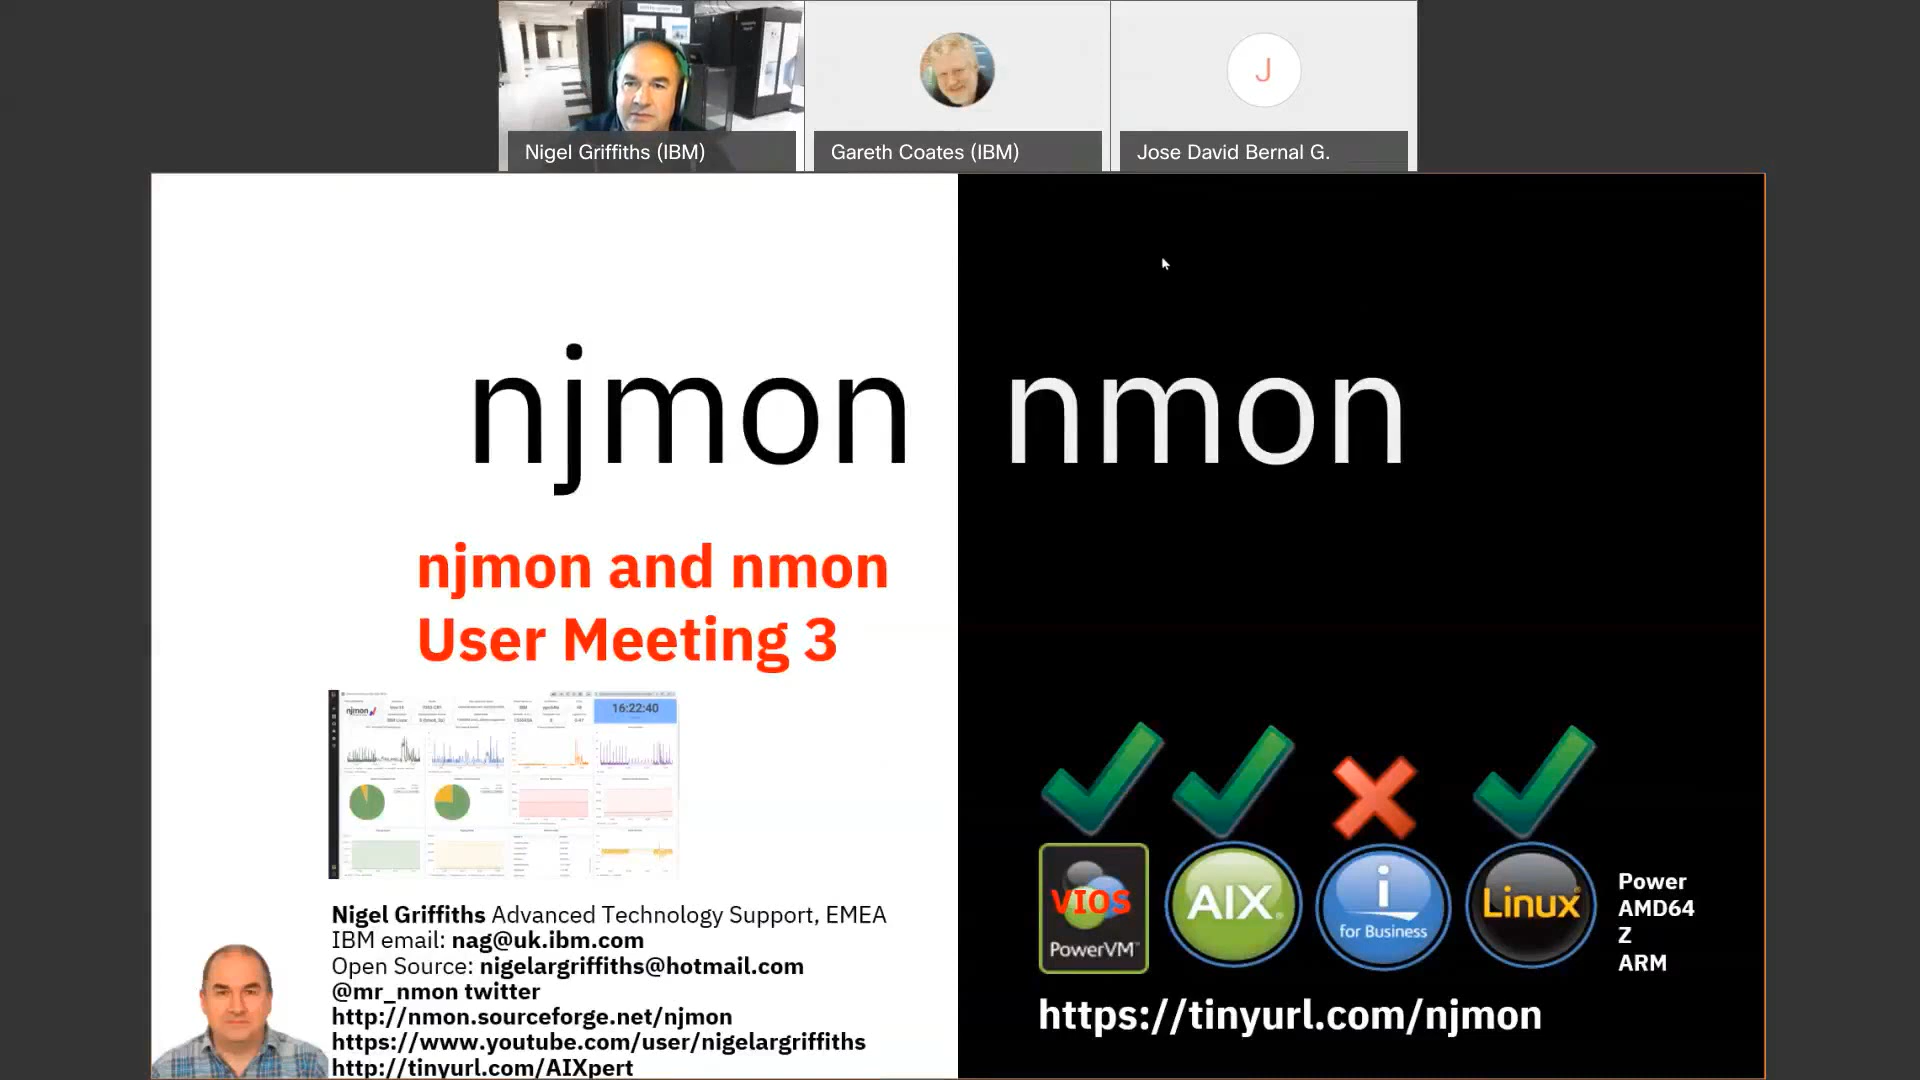 Nigel Griffiths (IBM)
Gareth Coates (IBM)
J
Jose David Bernal G.
njmon
nmon
njmon and nmon
User Meeting 3
njmon
16:22:40
Nigel Griffiths Advanced Technology Support, EMEA
IBM email: nag@uk.ibm.com
Open Source: nigelargriffiths@hotmail.com
@mr_nmon twitter
http://nmon.sourceforge.net/njmon
https://www.youtube.com/user/nigelargriffiths
http://tinyurl.com/AIXpert
VIOS
PowerVM™
AIX®
i
for Business
Linux®
Power
AMD64
Z
ARM
https://tinyurl.com/njmon